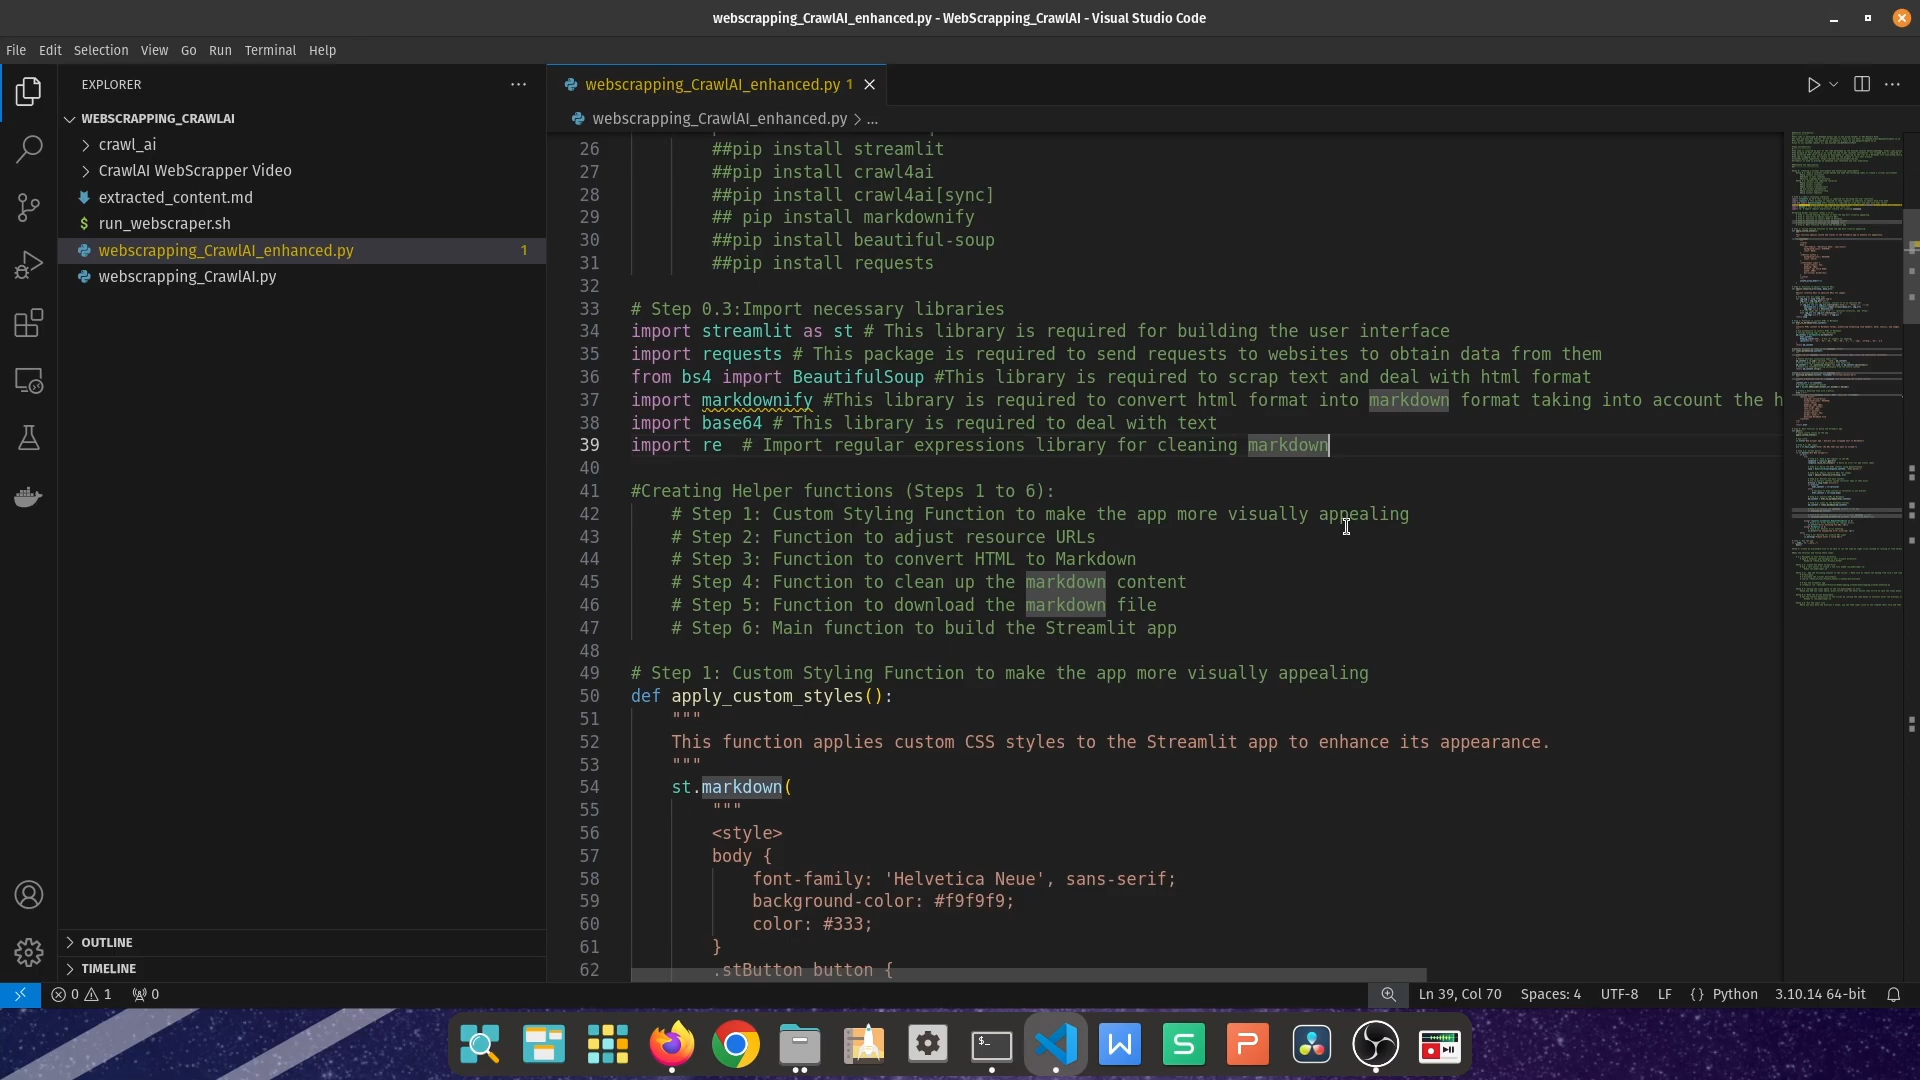 webscrapping_CrawlAI_enhanced.py - WebScrapping_CrawlAI - Visual Studio Code
File Edit Selection View Go Run Terminal Help
EXPLORER
WEBSCRAPPING_CRAWLAI
crawl_ai
CrawlAI WebScrapper Video
extracted_content.md
$ run_webscraper.sh
webscrapping_CrawlAI_enhanced.py 1
webscrapping_CrawlAI.py
OUTLINE
TIMELINE
webscrapping_CrawlAI_enhanced.py 1
webscrapping_CrawlAI_enhanced.py > ...
26 ##pip install streamlit
27 ##pip install crawl4ai
28 ##pip install crawl4ai[sync]
29 ## pip install markdownify
30 ##pip install beautiful-soup
31 ##pip install requests
32
33 # Step 0.3:Import necessary libraries
34 import streamlit as st # This library is required for building the user interface
35 import requests # This package is required to send requests to websites to obtain data from them
36 from bs4 import BeautifulSoup #This library is required to scrap text and deal with html format
37 import markdownify #This library is required to convert html format into markdown format taking into account the h
38 import base64 # This library is required to deal with text
39 import re  # Import regular expressions library for cleaning markdown
40
41 #Creating Helper functions (Steps 1 to 6):
42 # Step 1: Custom Styling Function to make the app more visually appealing
43 # Step 2: Function to adjust resource URLs
44 # Step 3: Function to convert HTML to Markdown
45 # Step 4: Function to clean up the markdown content
46 # Step 5: Function to download the markdown file
47 # Step 6: Main function to build the Streamlit app
48
49 # Step 1: Custom Styling Function to make the app more visually appealing
50 def apply_custom_styles():
51 """
52 This function applies custom CSS styles to the Streamlit app to enhance its appearance.
53 """
54 st.markdown(
55 """
56 <style>
57 body {
58 font-family: 'Helvetica Neue', sans-serif;
59 background-color: #f9f9f9;
60 color: #333;
61 }
62 .stButton button {
0 1 0 Ln 39, Col 70 Spaces: 4 UTF-8 LF {} Python 3.10.14 64-bit
$_ W S P